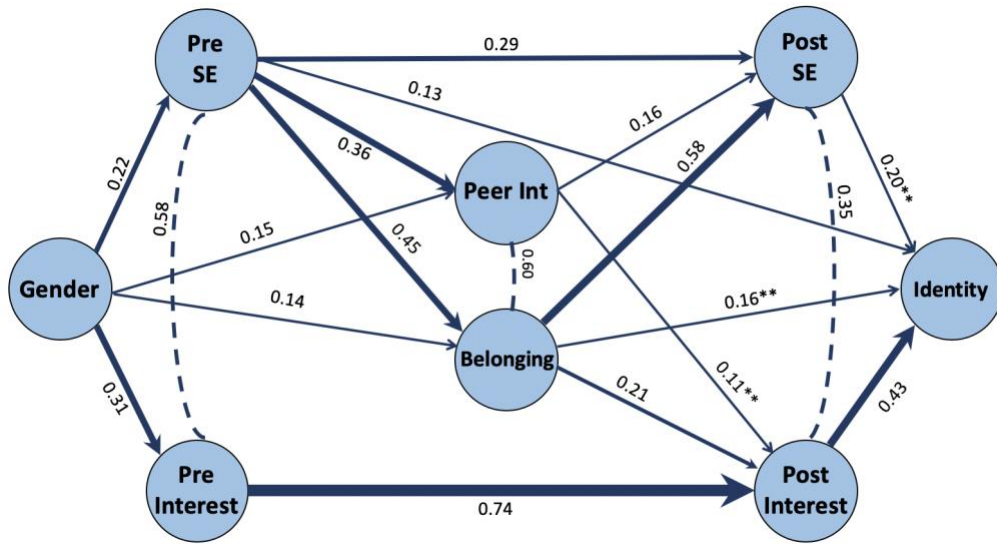 Pre
SE
0.29
Post
SE
0.13
0.16
0.36
0.58
0.22
Peer Int
0.20**
0.58
0.35
0.15
0.45
0.60
Gender
0.14
0.16**
Identity
Belonging
0.31
0.21
0.11**
0.43
Pre
Interest
0.74
Post
Interest